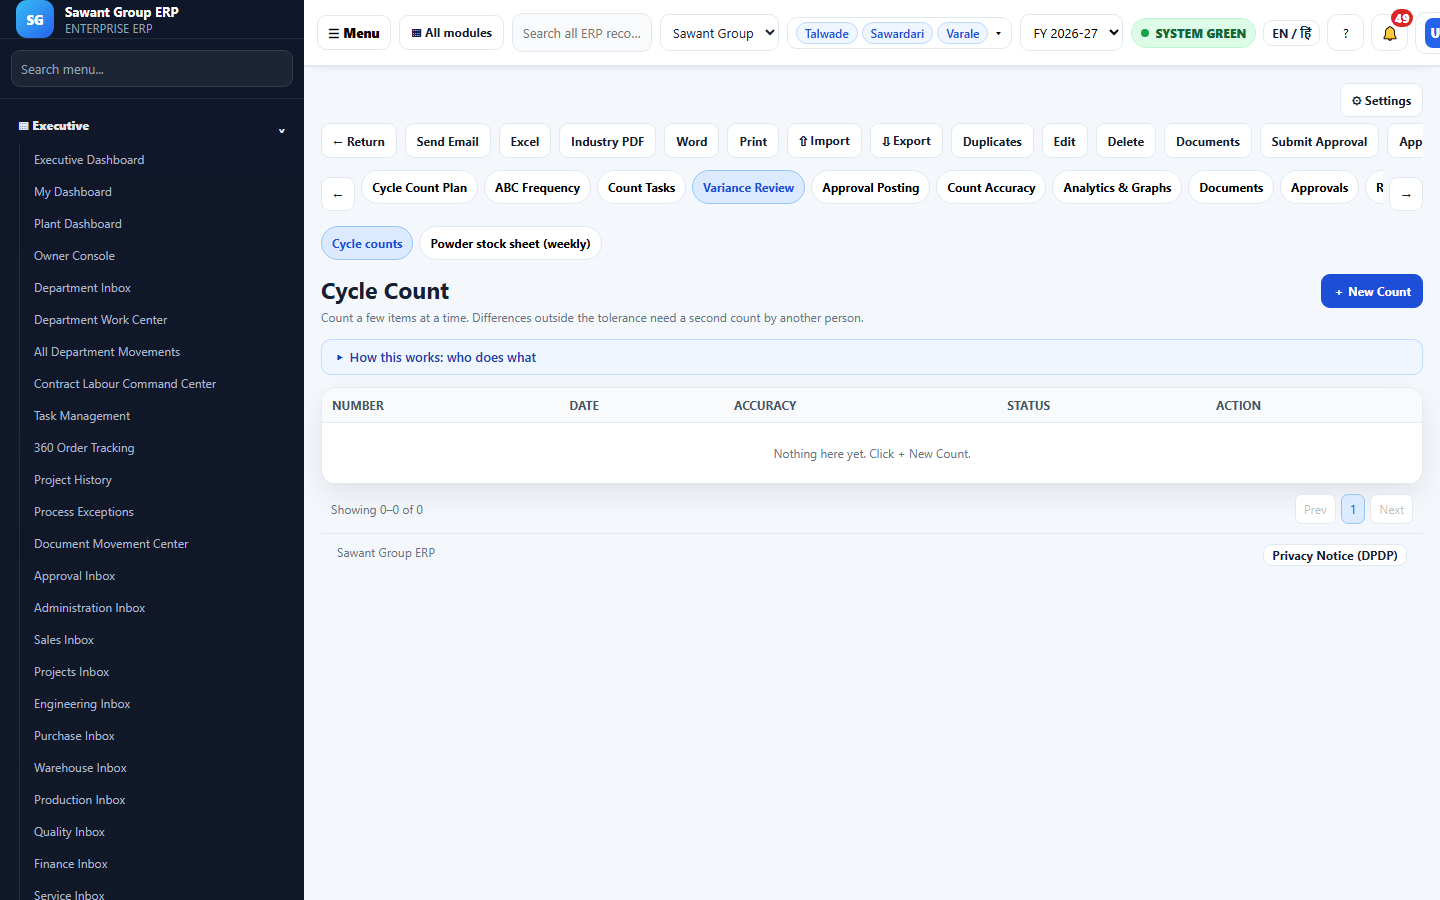 SG
Sawant Group ERP
ENTERPRISE ERP
Search menu...
Executive
Executive Dashboard
My Dashboard
Plant Dashboard
Owner Console
Department Inbox
Department Work Center
All Department Movements
Contract Labour Command Center
Task Management
360 Order Tracking
Project History
Process Exceptions
Document Movement Center
Approval Inbox
Administration Inbox
Sales Inbox
Projects Inbox
Engineering Inbox
Purchase Inbox
Warehouse Inbox
Production Inbox
Quality Inbox
Finance Inbox
Service Inbox
☰ Menu
All modules
Search all ERP reco...
Sawant Group
Talwade Sawardari Varale
FY 2026-27
SYSTEM GREEN
EN / हिं
?
49
U
⚙ Settings
← Return
Send Email
Excel
Industry PDF
Word
Print
⇧ Import
⇩ Export
Duplicates
Edit
Delete
Documents
Submit Approval
App
←
Cycle Count Plan
ABC Frequency
Count Tasks
Variance Review
Approval Posting
Count Accuracy
Analytics & Graphs
Documents
Approvals
R
→
Cycle counts
Powder stock sheet (weekly)
Cycle Count
+ New Count
Count a few items at a time. Differences outside the tolerance need a second count by another person.
▸ How this works: who does what
NUMBER DATE ACCURACY STATUS ACTION
Nothing here yet. Click + New Count.
Showing 0–0 of 0
Prev 1 Next
Sawant Group ERP
Privacy Notice (DPDP)